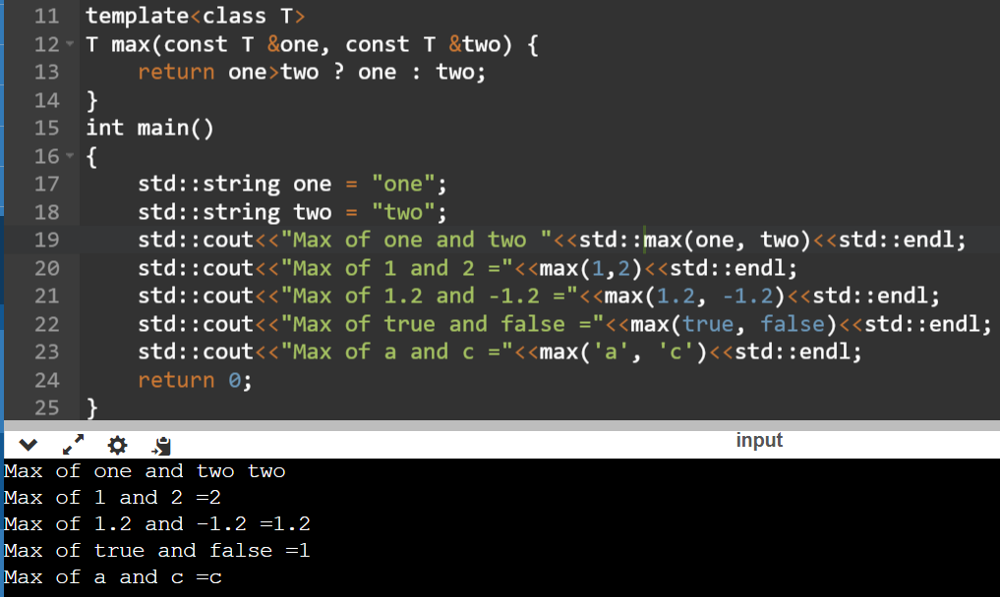 11 template<class T>
12 T max(const T &one, const T &two) {
13     return one>two ? one : two;
14 }
15 int main()
16 {
17     std::string one = "one";
18     std::string two = "two";
19     std::cout<<"Max of one and two "<<std::max(one, two)<<std::endl;
20     std::cout<<"Max of 1 and 2 ="<<max(1,2)<<std::endl;
21     std::cout<<"Max of 1.2 and -1.2 ="<<max(1.2, -1.2)<<std::endl;
22     std::cout<<"Max of true and false ="<<max(true, false)<<std::endl;
23     std::cout<<"Max of a and c ="<<max('a', 'c')<<std::endl;
24     return 0;
25 }
input
Max of one and two two
Max of 1 and 2 =2
Max of 1.2 and -1.2 =1.2
Max of true and false =1
Max of a and c =c